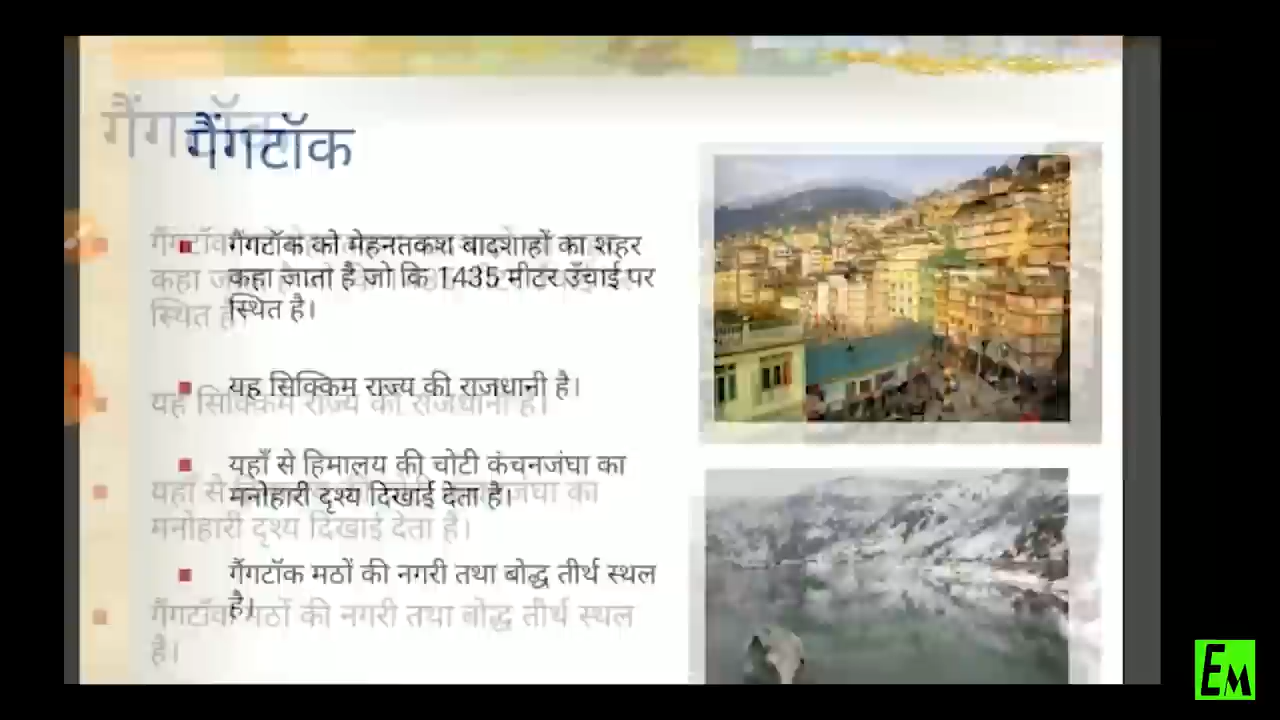 गैंगटॉक
गैंगटॉक को मेहनतकश बादशाहों का शहर
कहा जाता है जो कि 1435 मीटर उँचाई पर
स्थित है।
यह सिक्किम राज्य की राजधानी है।
यहाँ से हिमालय की चोटी कंचनजंघा का
मनोहारी दृश्य दिखाई देता है।
गैंगटॉक मठों की नगरी तथा बोद्ध तीर्थ स्थल
है।
EM